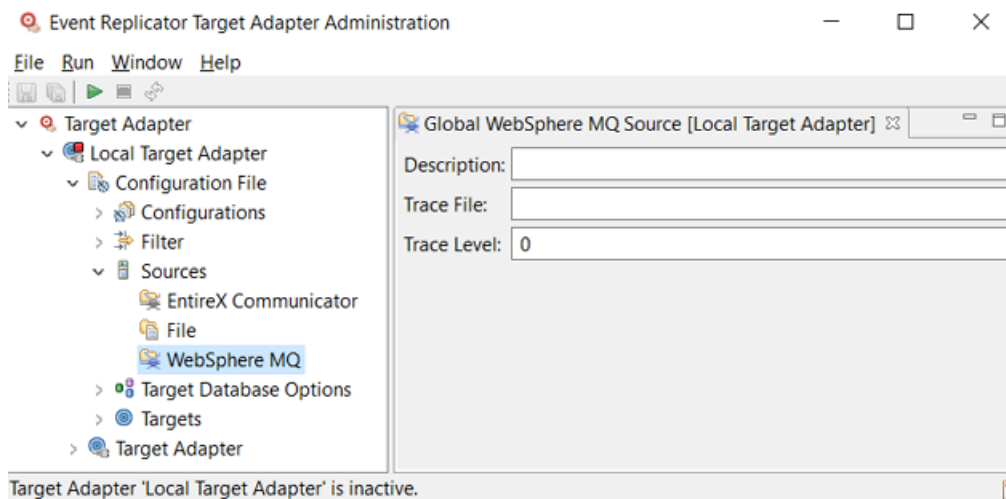 Event Replicator Target Adapter Administration
File Run Window Help
Target Adapter
Local Target Adapter
Configuration File
Configurations
Filter
Sources
EntireX Communicator
File
WebSphere MQ
Target Database Options
Targets
Target Adapter
Global WebSphere MQ Source [Local Target Adapter]
Description:
Trace File:
Trace Level: 0
Target Adapter 'Local Target Adapter' is inactive.